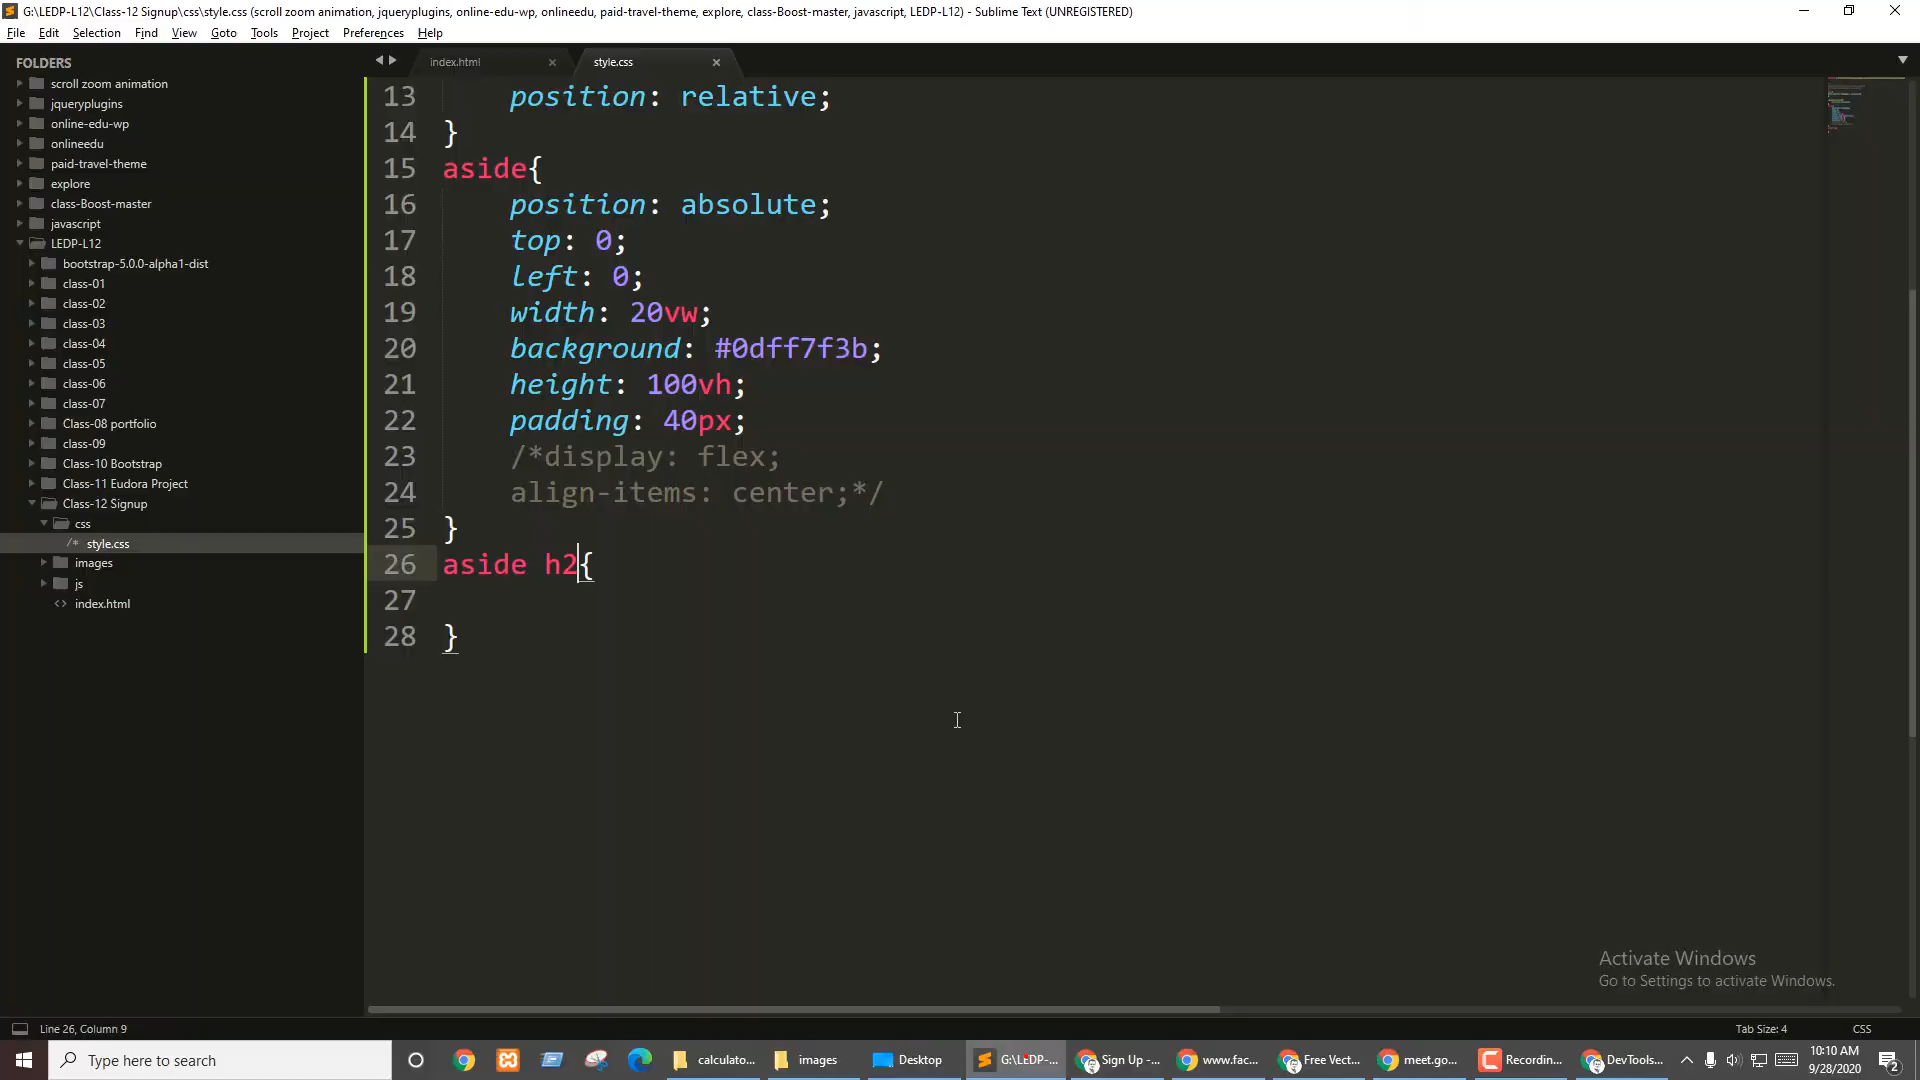 G:\LEDP-L12\Class-12 Signup\css\style.css (scroll zoom animation, jqueryplugins, online-edu-wp, onlineedu, paid-travel-theme, explore, class-Boost-master, javascript, LEDP-L12) - Sublime Text (UNREGISTERED)
File Edit Selection Find View Goto Tools Project Preferences Help
FOLDERS
scroll zoom animation
jqueryplugins
online-edu-wp
onlineedu
paid-travel-theme
explore
class-Boost-master
javascript
LEDP-L12
bootstrap-5.0.0-alpha1-dist
class-01
class-02
class-03
class-04
class-05
class-06
class-07
Class-08 portfolio
class-09
Class-10 Bootstrap
Class-11 Eudora Project
Class-12 Signup
css
/* style.css
images
js
<> index.html
index.html × style.css ×
13 position: relative;
14 }
15 aside{
16 position: absolute;
17 top: 0;
18 left: 0;
19 width: 20vw;
20 background: #0dff7f3b;
21 height: 100vh;
22 padding: 40px;
23 /*display: flex;
24 align-items: center;*/
25 }
26 aside h2{
27
28 }
Activate Windows
Go to Settings to activate Windows.
Line 26, Column 9 Tab Size: 4 CSS
Type here to search calculato... images Desktop G:\LEDP-... Sign Up -... www.fac... Free Vect... meet.go... Recordin... DevTools... 10:10 AM
9/28/2020 2